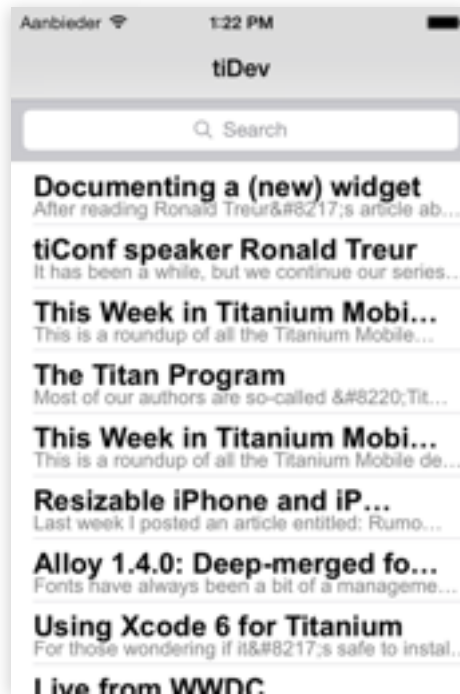 Aanbieder 1:22 PM
tiDev
Search
Documenting a (new) widget
After reading Ronald Treur&#8217;s article ab...
tiConf speaker Ronald Treur
It has been a while, but we continue our series...
This Week in Titanium Mobi...
This is a roundup of all the Titanium Mobile...
The Titan Program
Most of our authors are so-called &#8220;Tit...
This Week in Titanium Mobi...
This is a roundup of all the Titanium Mobile de...
Resizable iPhone and iP...
Last week I posted an article entitled: Rumo...
Alloy 1.4.0: Deep-merged fo...
Fonts have always been a bit of a manageme...
Using Xcode 6 for Titanium
For those wondering if it&#8217;s safe to instal...
Live from WWDC